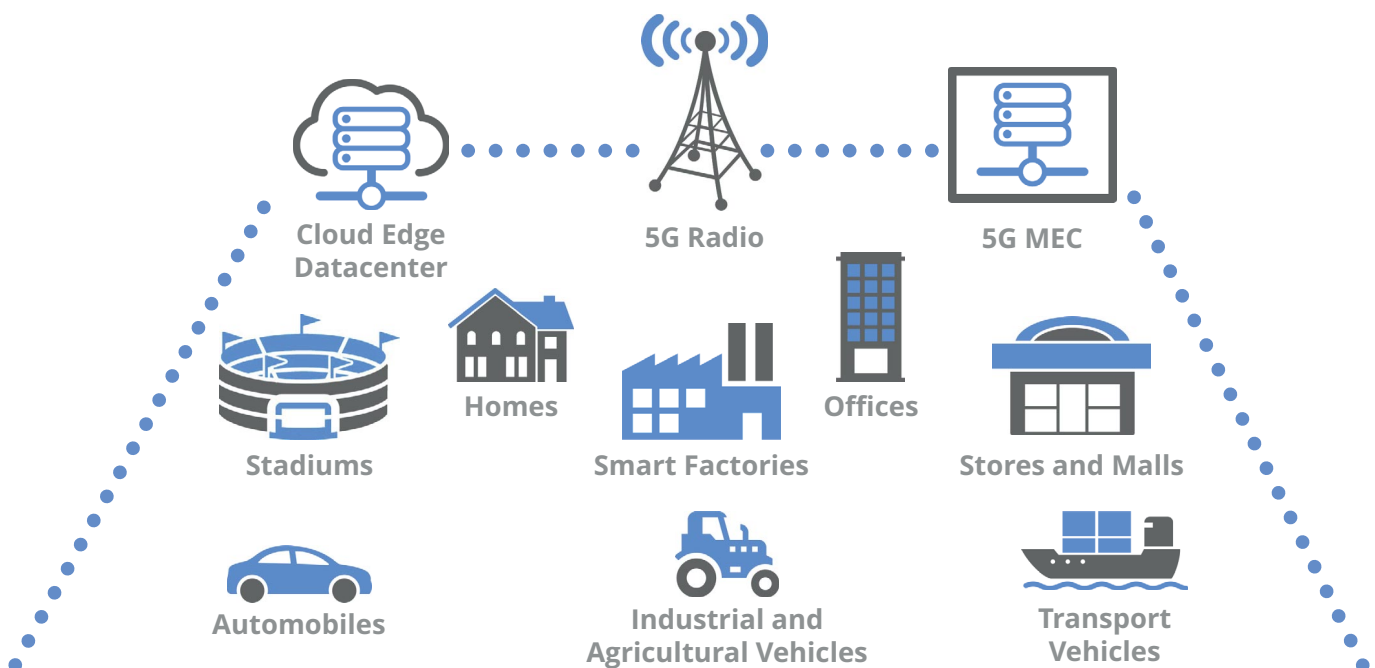 Cloud Edge
Datacenter
5G Radio
5G MEC
Homes
Offices
Stadiums
Smart Factories
Stores and Malls
Automobiles
Industrial and
Agricultural Vehicles
Transport
Vehicles